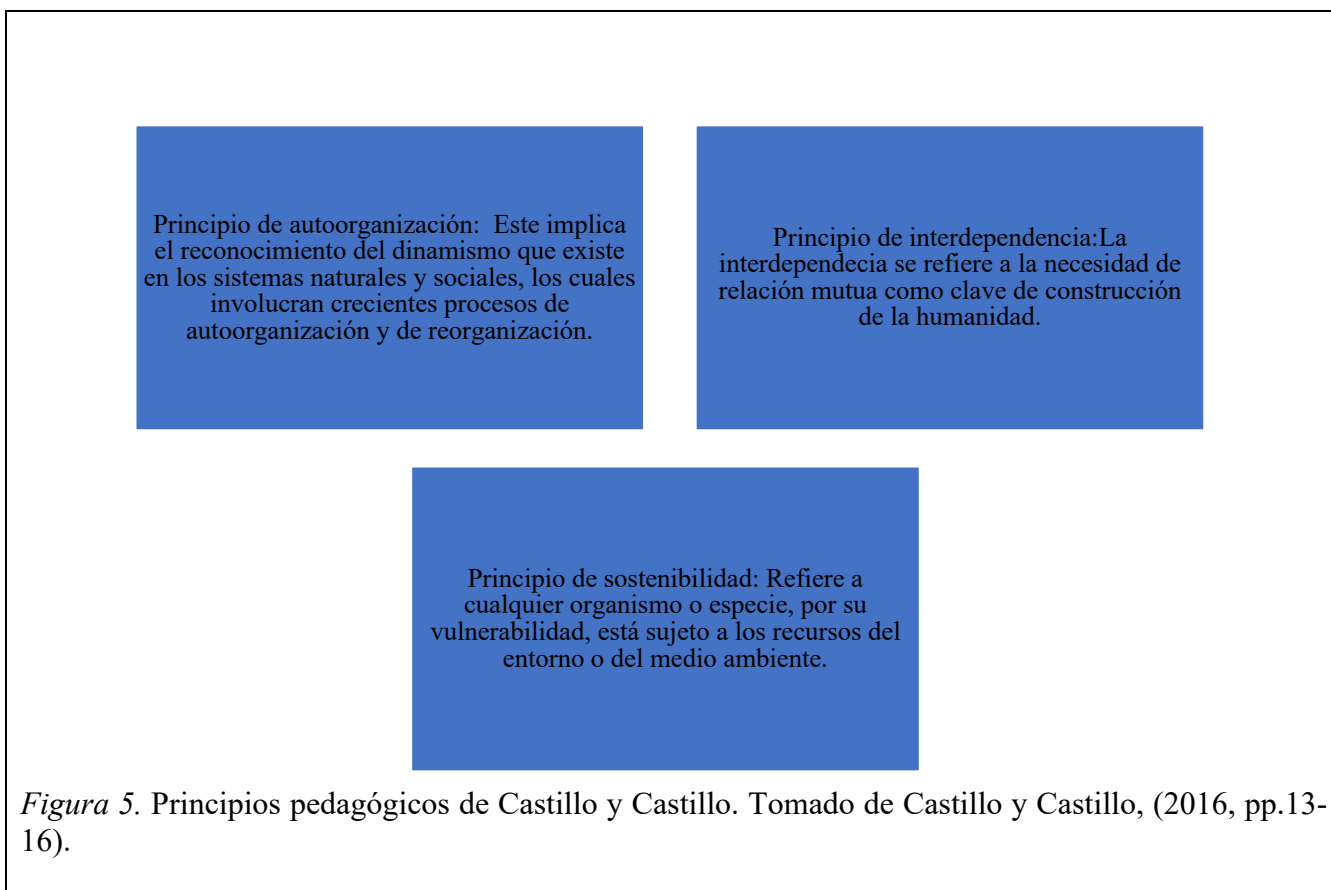 Principio de autoorganización:  Este implica
el reconocimiento del dinamismo que existe
en los sistemas naturales y sociales, los cuales
involucran crecientes procesos de
autoorganización y de reorganización.
Principio de interdependencia:La
interdependecia se refiere a la necesidad de
relación mutua como clave de construcción
de la humanidad.
Principio de sostenibilidad: Refiere a
cualquier organismo o especie, por su
vulnerabilidad, está sujeto a los recursos del
entorno o del medio ambiente.
Figura 5. Principios pedagógicos de Castillo y Castillo. Tomado de Castillo y Castillo, (2016, pp.13-
16).